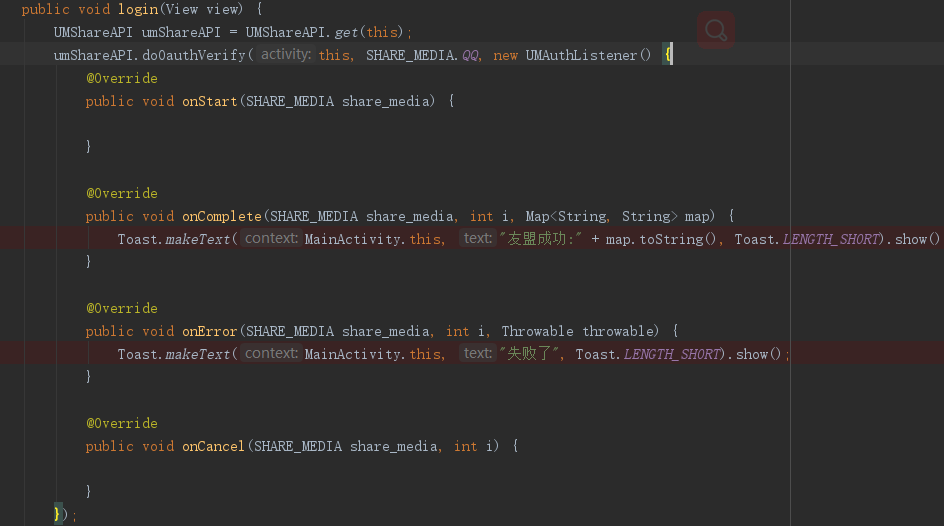 public void login(View view) {
UMShareAPI umShareAPI = UMShareAPI.get(this);
umShareAPI.doOauthVerify( activity: this, SHARE_MEDIA.QQ, new UMAuthListener() {
@Override
public void onStart(SHARE_MEDIA share_media) {
}
@Override
public void onComplete(SHARE_MEDIA share_media, int i, Map<String, String> map) {
Toast.makeText( context: MainActivity.this, text: "友盟成功:" + map.toString(), Toast.LENGTH_SHORT).show()
}
@Override
public void onError(SHARE_MEDIA share_media, int i, Throwable throwable) {
Toast.makeText( context: MainActivity.this, text: "失败了", Toast.LENGTH_SHORT).show();
}
@Override
public void onCancel(SHARE_MEDIA share_media, int i) {
}
});